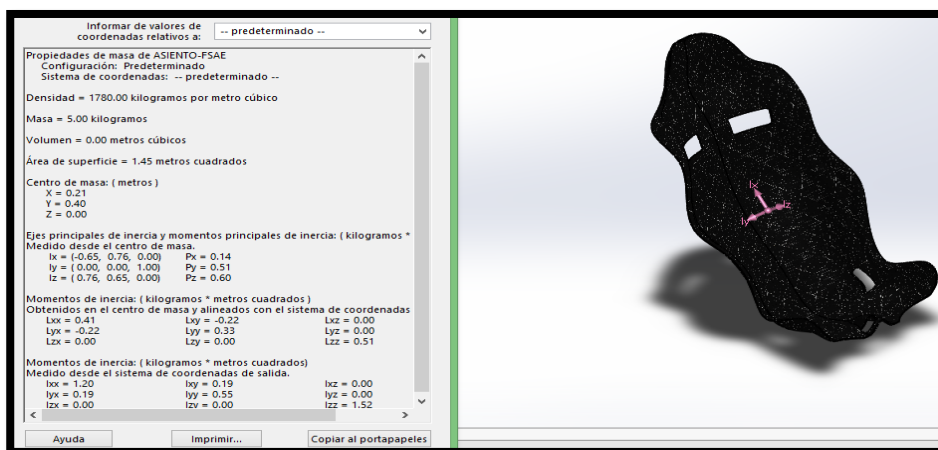 Informar de valores de
coordenadas relativos a:
-- predeterminado --
Propiedades de masa de ASIENTO-FSAE
Configuración: Predeterminado
Sistema de coordenadas: -- predeterminado --
Densidad = 1780.00 kilogramos por metro cúbico
Masa = 5.00 kilogramos
Volumen = 0.00 metros cúbicos
Área de superficie = 1.45 metros cuadrados
Centro de masa: ( metros )
X = 0.21
Y = 0.40
Z = 0.00
Ejes principales de inercia y momentos principales de inercia: ( kilogramos *
Medido desde el centro de masa.
Ix = (-0.65, 0.76, 0.00) Px = 0.14
Iy = ( 0.00, 0.00, 1.00) Py = 0.51
Iz = ( 0.76, 0.65, 0.00) Pz = 0.60
Momentos de inercia: ( kilogramos * metros cuadrados )
Obtenidos en el centro de masa y alineados con el sistema de coordenadas
Lxx = 0.41 Lxy = -0.22 Lxz = 0.00
Lyx = -0.22 Lyy = 0.33 Lyz = 0.00
Lzx = 0.00 Lzy = 0.00 Lzz = 0.51
Momentos de inercia: ( kilogramos * metros cuadrados)
Medido desde el sistema de coordenadas de salida.
Ixx = 1.20 Ixy = 0.19 Ixz = 0.00
Iyx = 0.19 Iyy = 0.55 Iyz = 0.00
Izx = 0.00 Izy = 0.00 Izz = 1.52
Ayuda Imprimir... Copiar al portapapeles
Ix
Iz
Iy